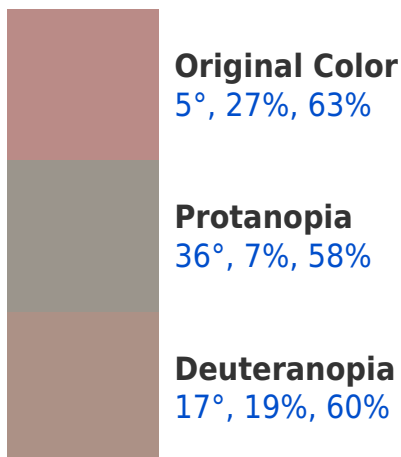 Original Color
5°, 27%, 63%
Protanopia
36°, 7%, 58%
Deuteranopia
17°, 19%, 60%